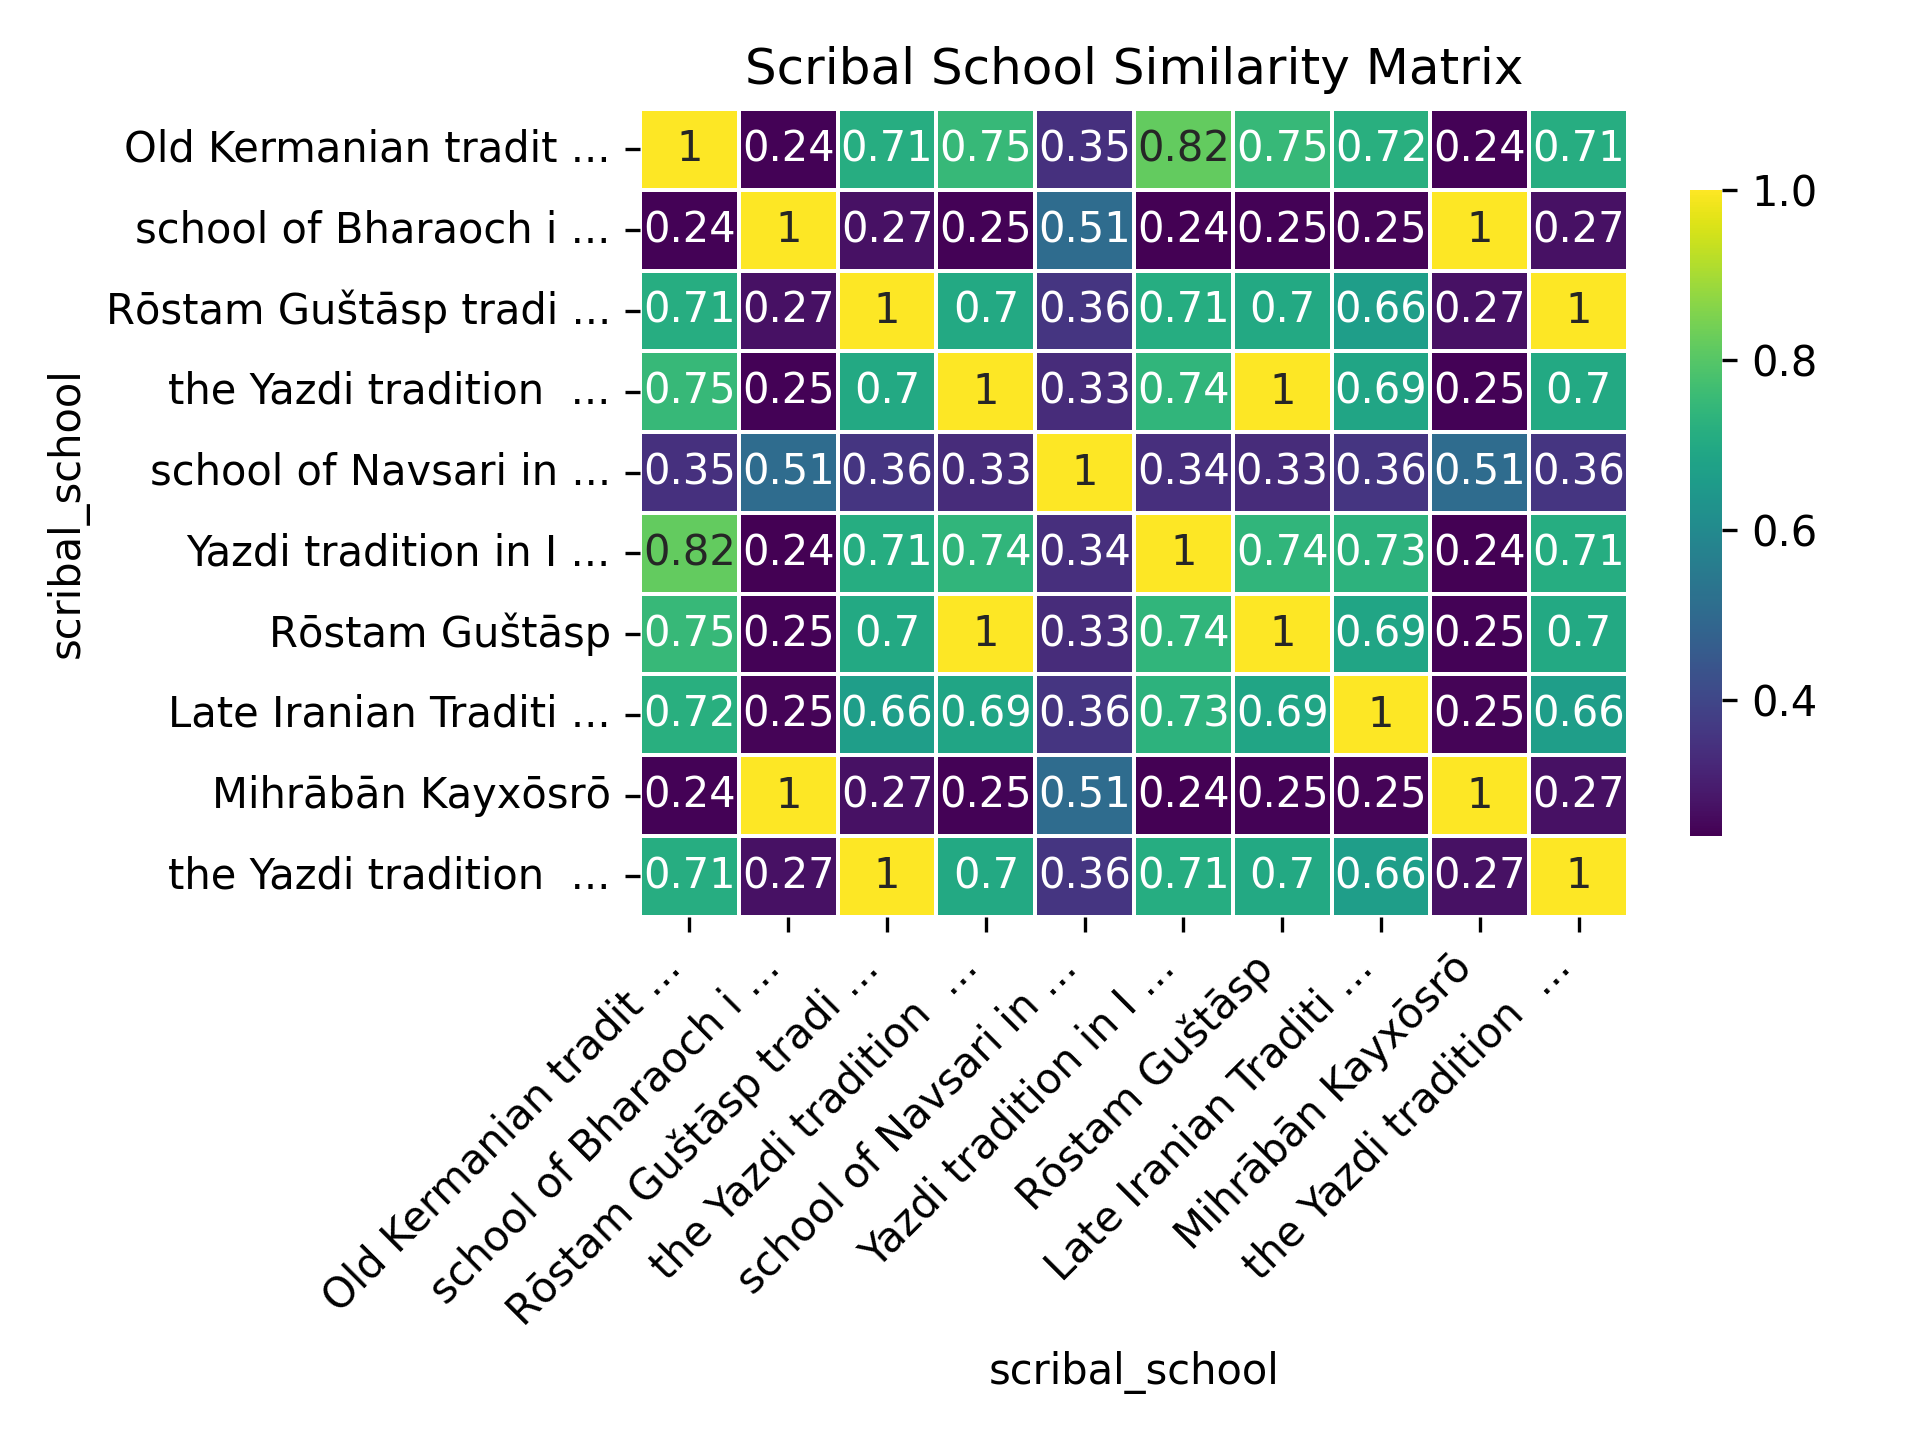 Scribal School Similarity Matrix
Old Kermanian tradit ... 1 0.24 0.71 0.75 0.35 0.82 0.75 0.72 0.24 0.71
school of Bharaoch i ... 0.24 1 0.27 0.25 0.51 0.24 0.25 0.25 1 0.27
Rōstam Guštāsp tradi ... 0.71 0.27 1 0.7 0.36 0.71 0.7 0.66 0.27 1
the Yazdi tradition  ... 0.75 0.25 0.7 1 0.33 0.74 1 0.69 0.25 0.7
school of Navsari in ... 0.35 0.51 0.36 0.33 1 0.34 0.33 0.36 0.51 0.36
Yazdi tradition in I ... 0.82 0.24 0.71 0.74 0.34 1 0.74 0.73 0.24 0.71
Rōstam Guštāsp 0.75 0.25 0.7 1 0.33 0.74 1 0.69 0.25 0.7
Late Iranian Traditi ... 0.72 0.25 0.66 0.69 0.36 0.73 0.69 1 0.25 0.66
Mihrābān Kayxōsrō 0.24 1 0.27 0.25 0.51 0.24 0.25 0.25 1 0.27
the Yazdi tradition  ... 0.71 0.27 1 0.7 0.36 0.71 0.7 0.66 0.27 1
scribal_school
Old Kermanian tradit ...
school of Bharaoch i ...
Rōstam Guštāsp tradi ...
the Yazdi tradition  ...
school of Navsari in ...
Yazdi tradition in I ...
Rōstam Guštāsp
Late Iranian Traditi ...
Mihrābān Kayxōsrō
the Yazdi tradition  ...
scribal_school
1.0
0.8
0.6
0.4